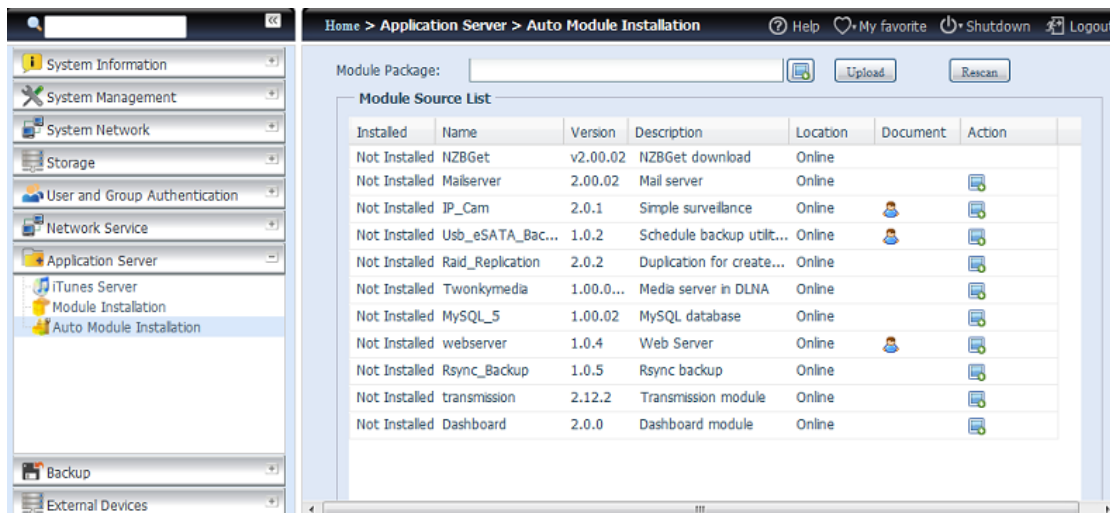 Home > Application Server > Auto Module Installation
Help My favorite Shutdown Logout
System Information
System Management
System Network
Storage
User and Group Authentication
Network Service
Application Server
iTunes Server
Module Installation
Auto Module Installation
Backup
External Devices
Module Package: Upload Rescan
Module Source List
Installed Name Version Description Location Document Action
Not Installed NZBGet v2.00.02 NZBGet download Online
Not Installed Mailserver 2.00.02 Mail server Online
Not Installed IP_Cam 2.0.1 Simple surveillance Online
Not Installed Usb_eSATA_Bac... 1.0.2 Schedule backup utilit... Online
Not Installed Raid_Replication 2.0.2 Duplication for create... Online
Not Installed Twonkymedia 1.00.0... Media server in DLNA Online
Not Installed MySQL_5 1.00.02 MySQL database Online
Not Installed webserver 1.0.4 Web Server Online
Not Installed Rsync_Backup 1.0.5 Rsync backup Online
Not Installed transmission 2.12.2 Transmission module Online
Not Installed Dashboard 2.0.0 Dashboard module Online